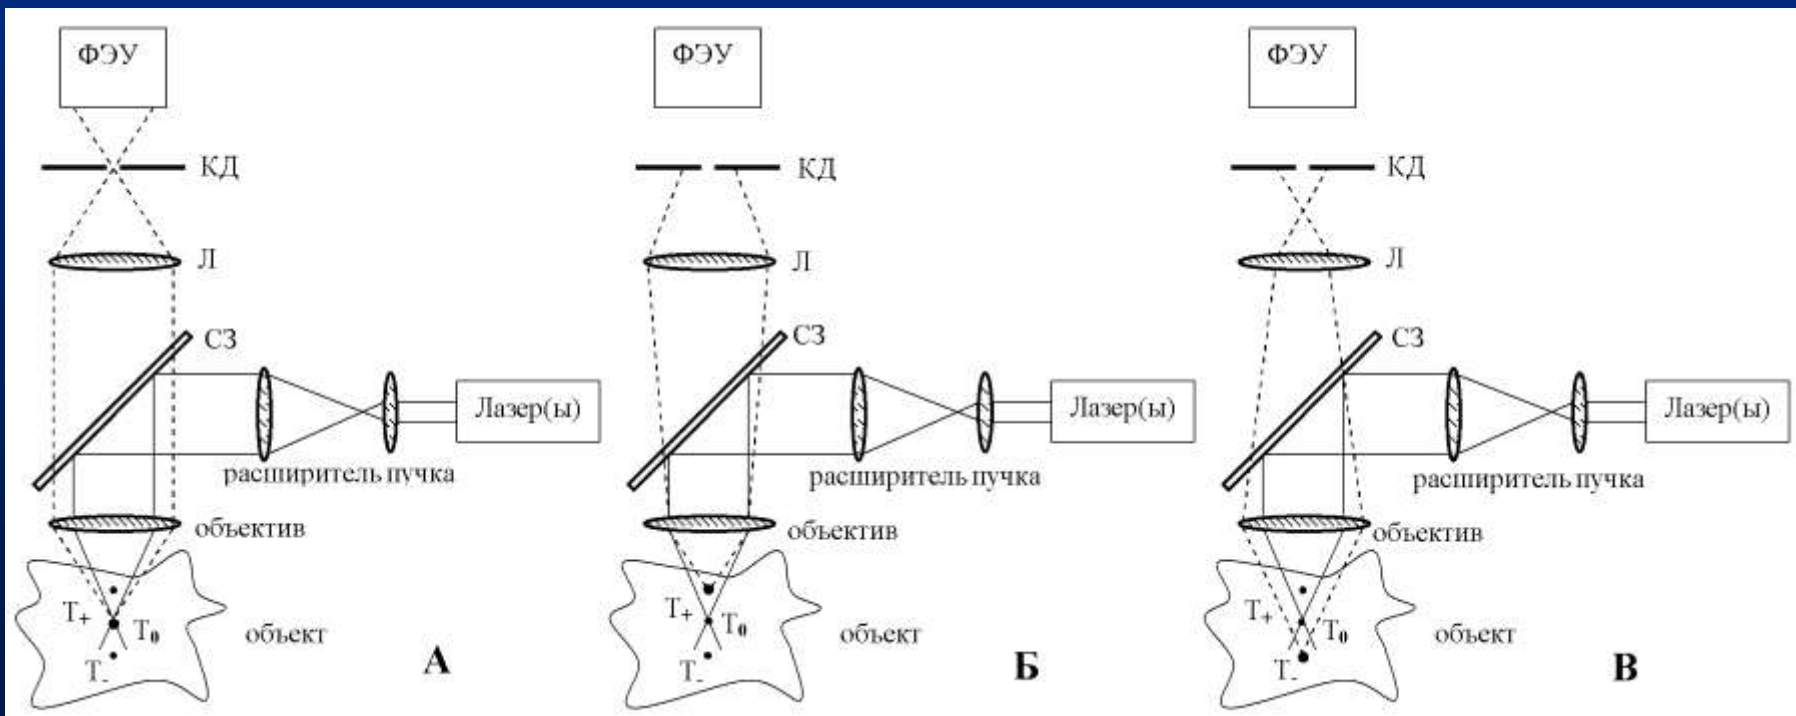 ФЭУ
КД
Л
СЗ
Лазер(ы)
расширитель пучка
объектив
T+
T0
T-
объект
А
ФЭУ
КД
Л
СЗ
Лазер(ы)
расширитель пучка
объектив
T+
T0
T-
объект
Б
ФЭУ
КД
Л
СЗ
Лазер(ы)
расширитель пучка
объектив
T+
T0
T-
объект
В